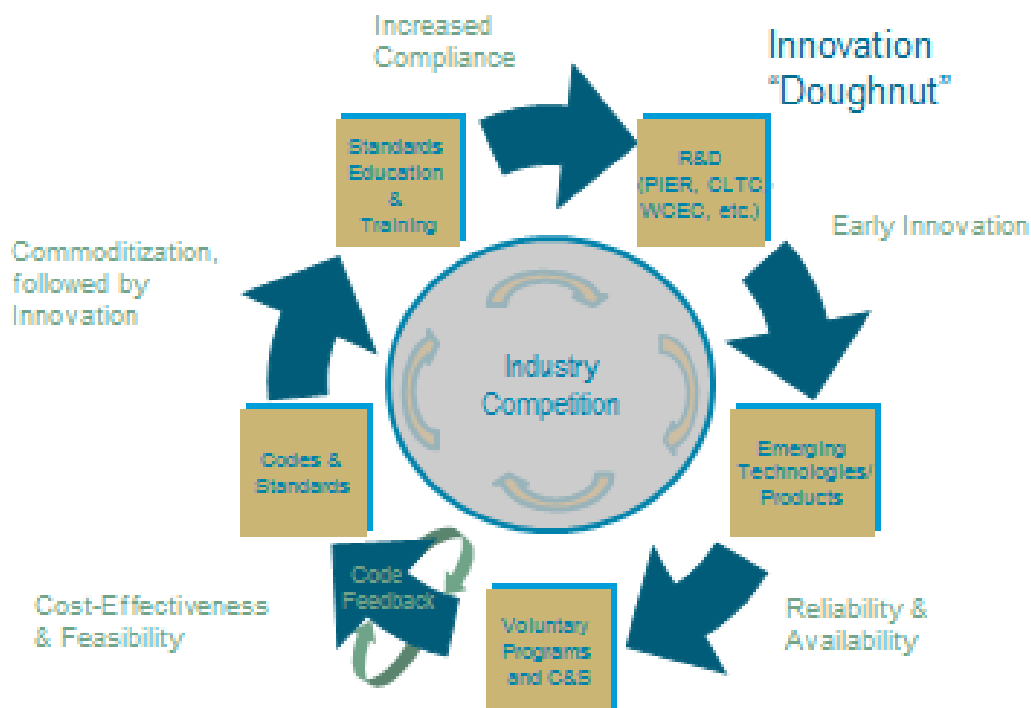 Increased
Compliance
Innovation
“Doughnut”
Standards
Education
&
Training
R&D
(PIER, CLTC,
WCEC, etc.)
Early Innovation
Commoditization,
followed by
Innovation
Industry
Competition
Codes &
Standards
Emerging
Technologies/
Products
Code
Feedback
Cost-Effectiveness
& Feasibility
Voluntary
Programs
and C&S
Reliability &
Availability